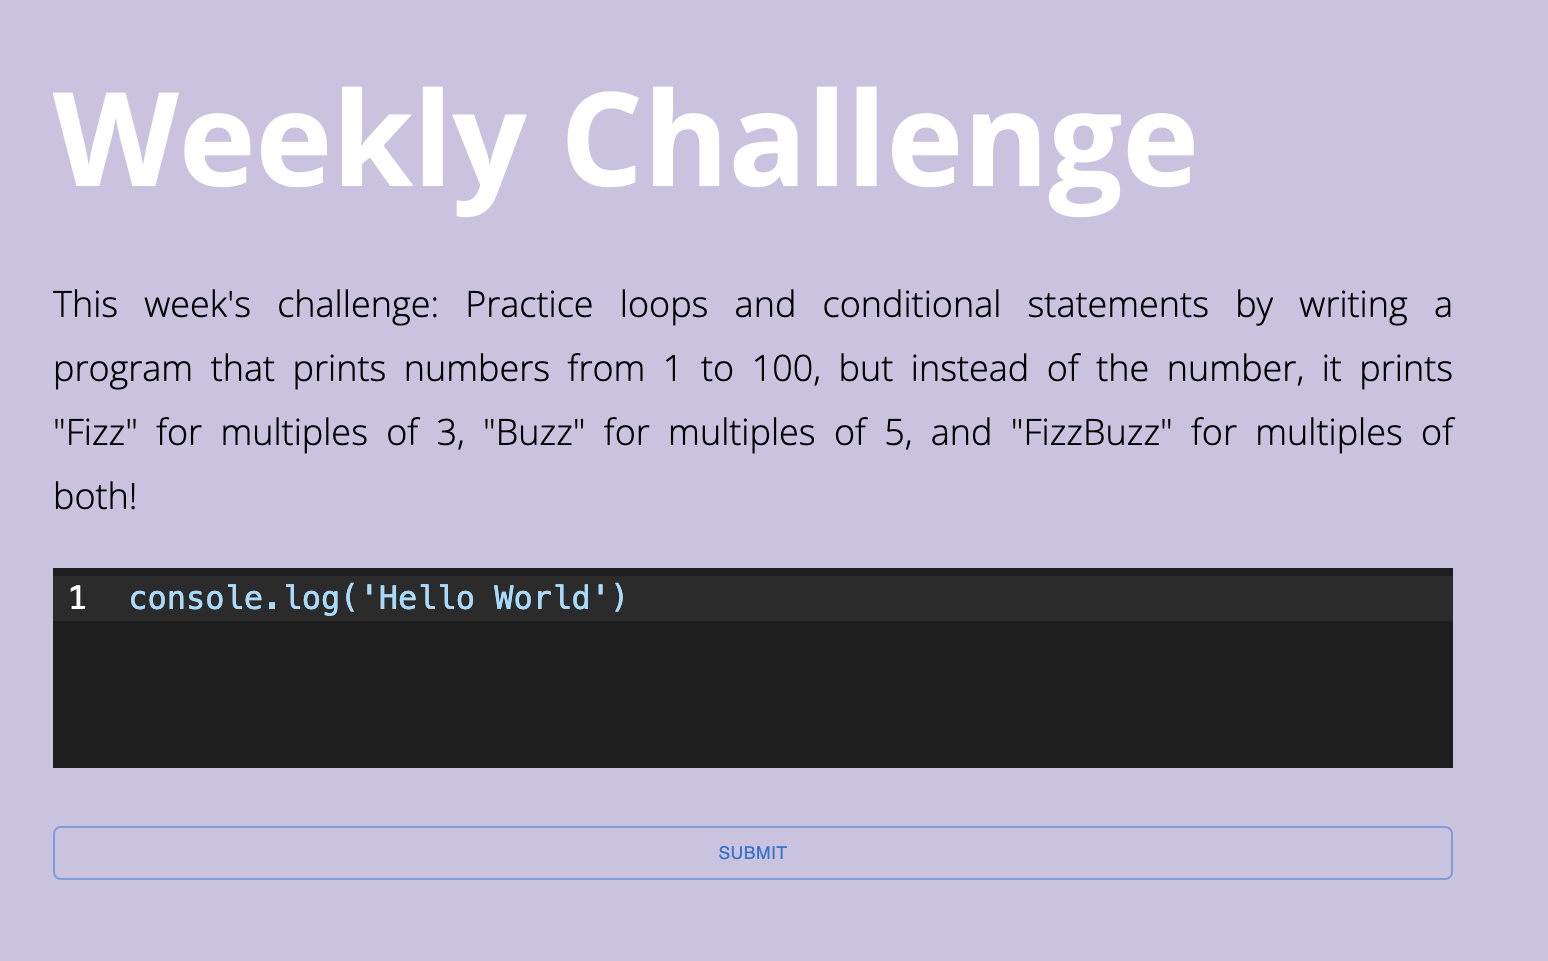 Weekly Challenge
This week's challenge: Practice loops and conditional statements by writing a
program that prints numbers from 1 to 100, but instead of the number, it prints
"Fizz" for multiples of 3, "Buzz" for multiples of 5, and "FizzBuzz" for multiples of
both!
1 console.log('Hello World')
SUBMIT